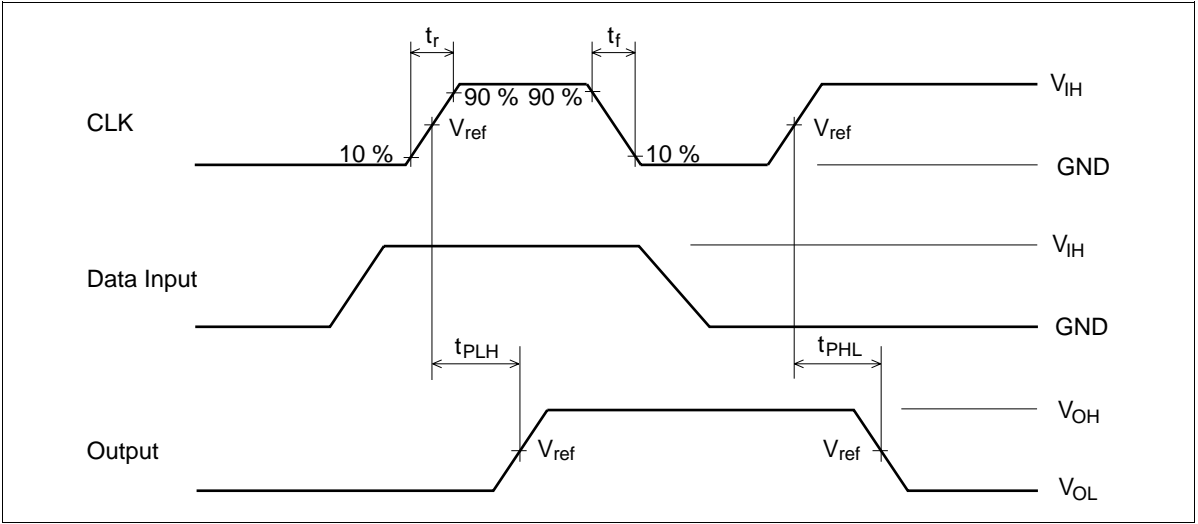 tr tf
VIH
90 % 90 %
CLK Vref Vref
10 % 10 %
GND
VIH
Data Input
GND
tPLH tPHL
VOH
Output Vref Vref
VOL